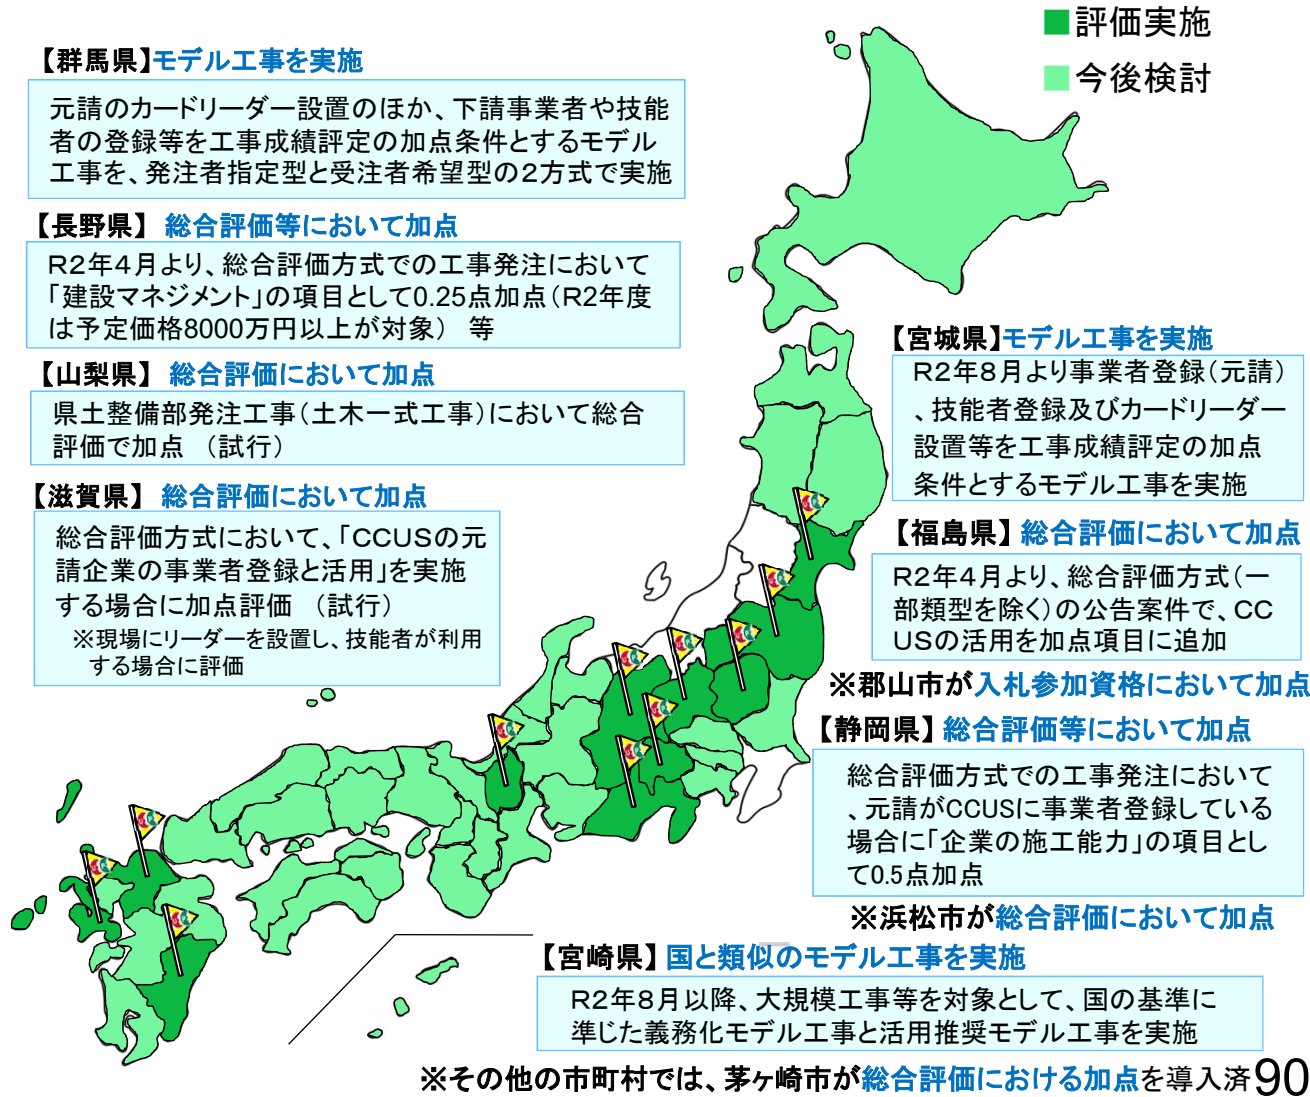 ■評価実施
■今後検討
【群馬県】モデル工事を実施
元請のカードリーダー設置のほか、下請事業者や技能
者の登録等を工事成績評定の加点条件とするモデル
工事を、発注者指定型と受注者希望型の２方式で実施
【長野県】 総合評価等において加点
Ｒ２年４月より、総合評価方式での工事発注において
「建設マネジメント」の項目として0.25点加点（Ｒ２年度
は予定価格8000万円以上が対象） 等
【山梨県】 総合評価において加点
県土整備部発注工事（土木一式工事）において総合
評価で加点 （試行）
【滋賀県】 総合評価において加点
総合評価方式において、「ＣＣＵＳの元
請企業の事業者登録と活用」を実施
する場合に加点評価 （試行）
※現場にリーダーを設置し、技能者が利用
する場合に評価
【宮城県】モデル工事を実施
Ｒ２年８月より事業者登録（元請）
、技能者登録及びカードリーダー
設置等を工事成績評定の加点
条件とするモデル工事を実施
【福島県】 総合評価において加点
Ｒ２年４月より、総合評価方式（一
部類型を除く）の公告案件で、ＣＣ
ＵＳの活用を加点項目に追加
※郡山市が入札参加資格において加点
【静岡県】 総合評価等において加点
総合評価方式での工事発注において
、元請がCCUSに事業者登録している
場合に「企業の施工能力」の項目とし
て0.5点加点
※浜松市が総合評価において加点
【宮崎県】 国と類似のモデル工事を実施
Ｒ２年８月以降、大規模工事等を対象として、国の基準に
準じた義務化モデル工事と活用推奨モデル工事を実施
※その他の市町村では、茅ヶ崎市が総合評価における加点を導入済
90